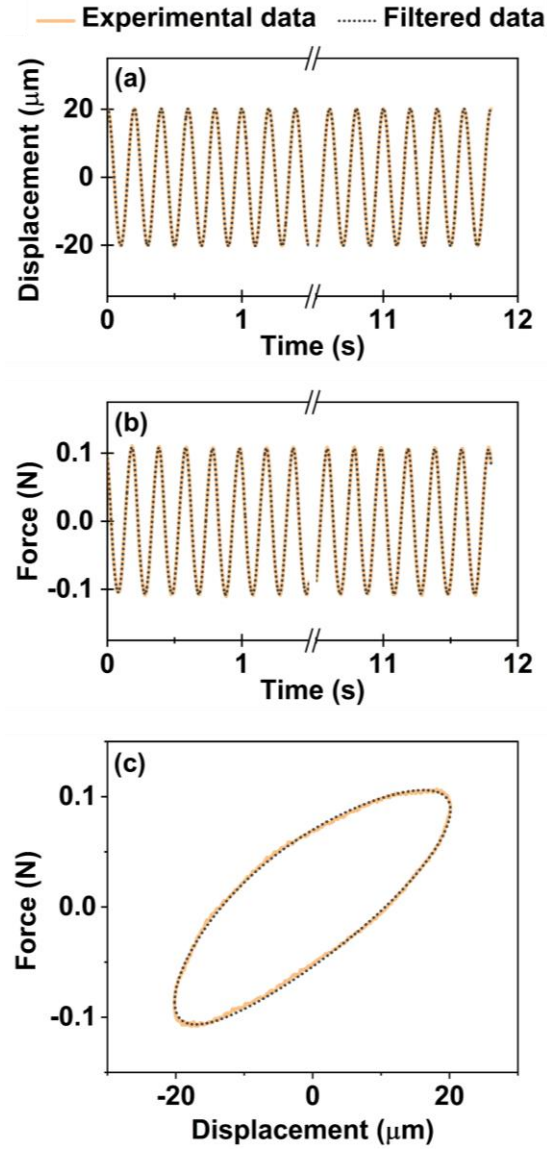 Experimental data Filtered data
(a)
Displacement (μm)
20
0
-20
0 1 11 12
Time (s)
(b)
Force (N)
0.1
0.0
-0.1
0 1 11 12
Time (s)
(c)
Force (N)
0.1
0.0
-0.1
-20 0 20
Displacement (μm)